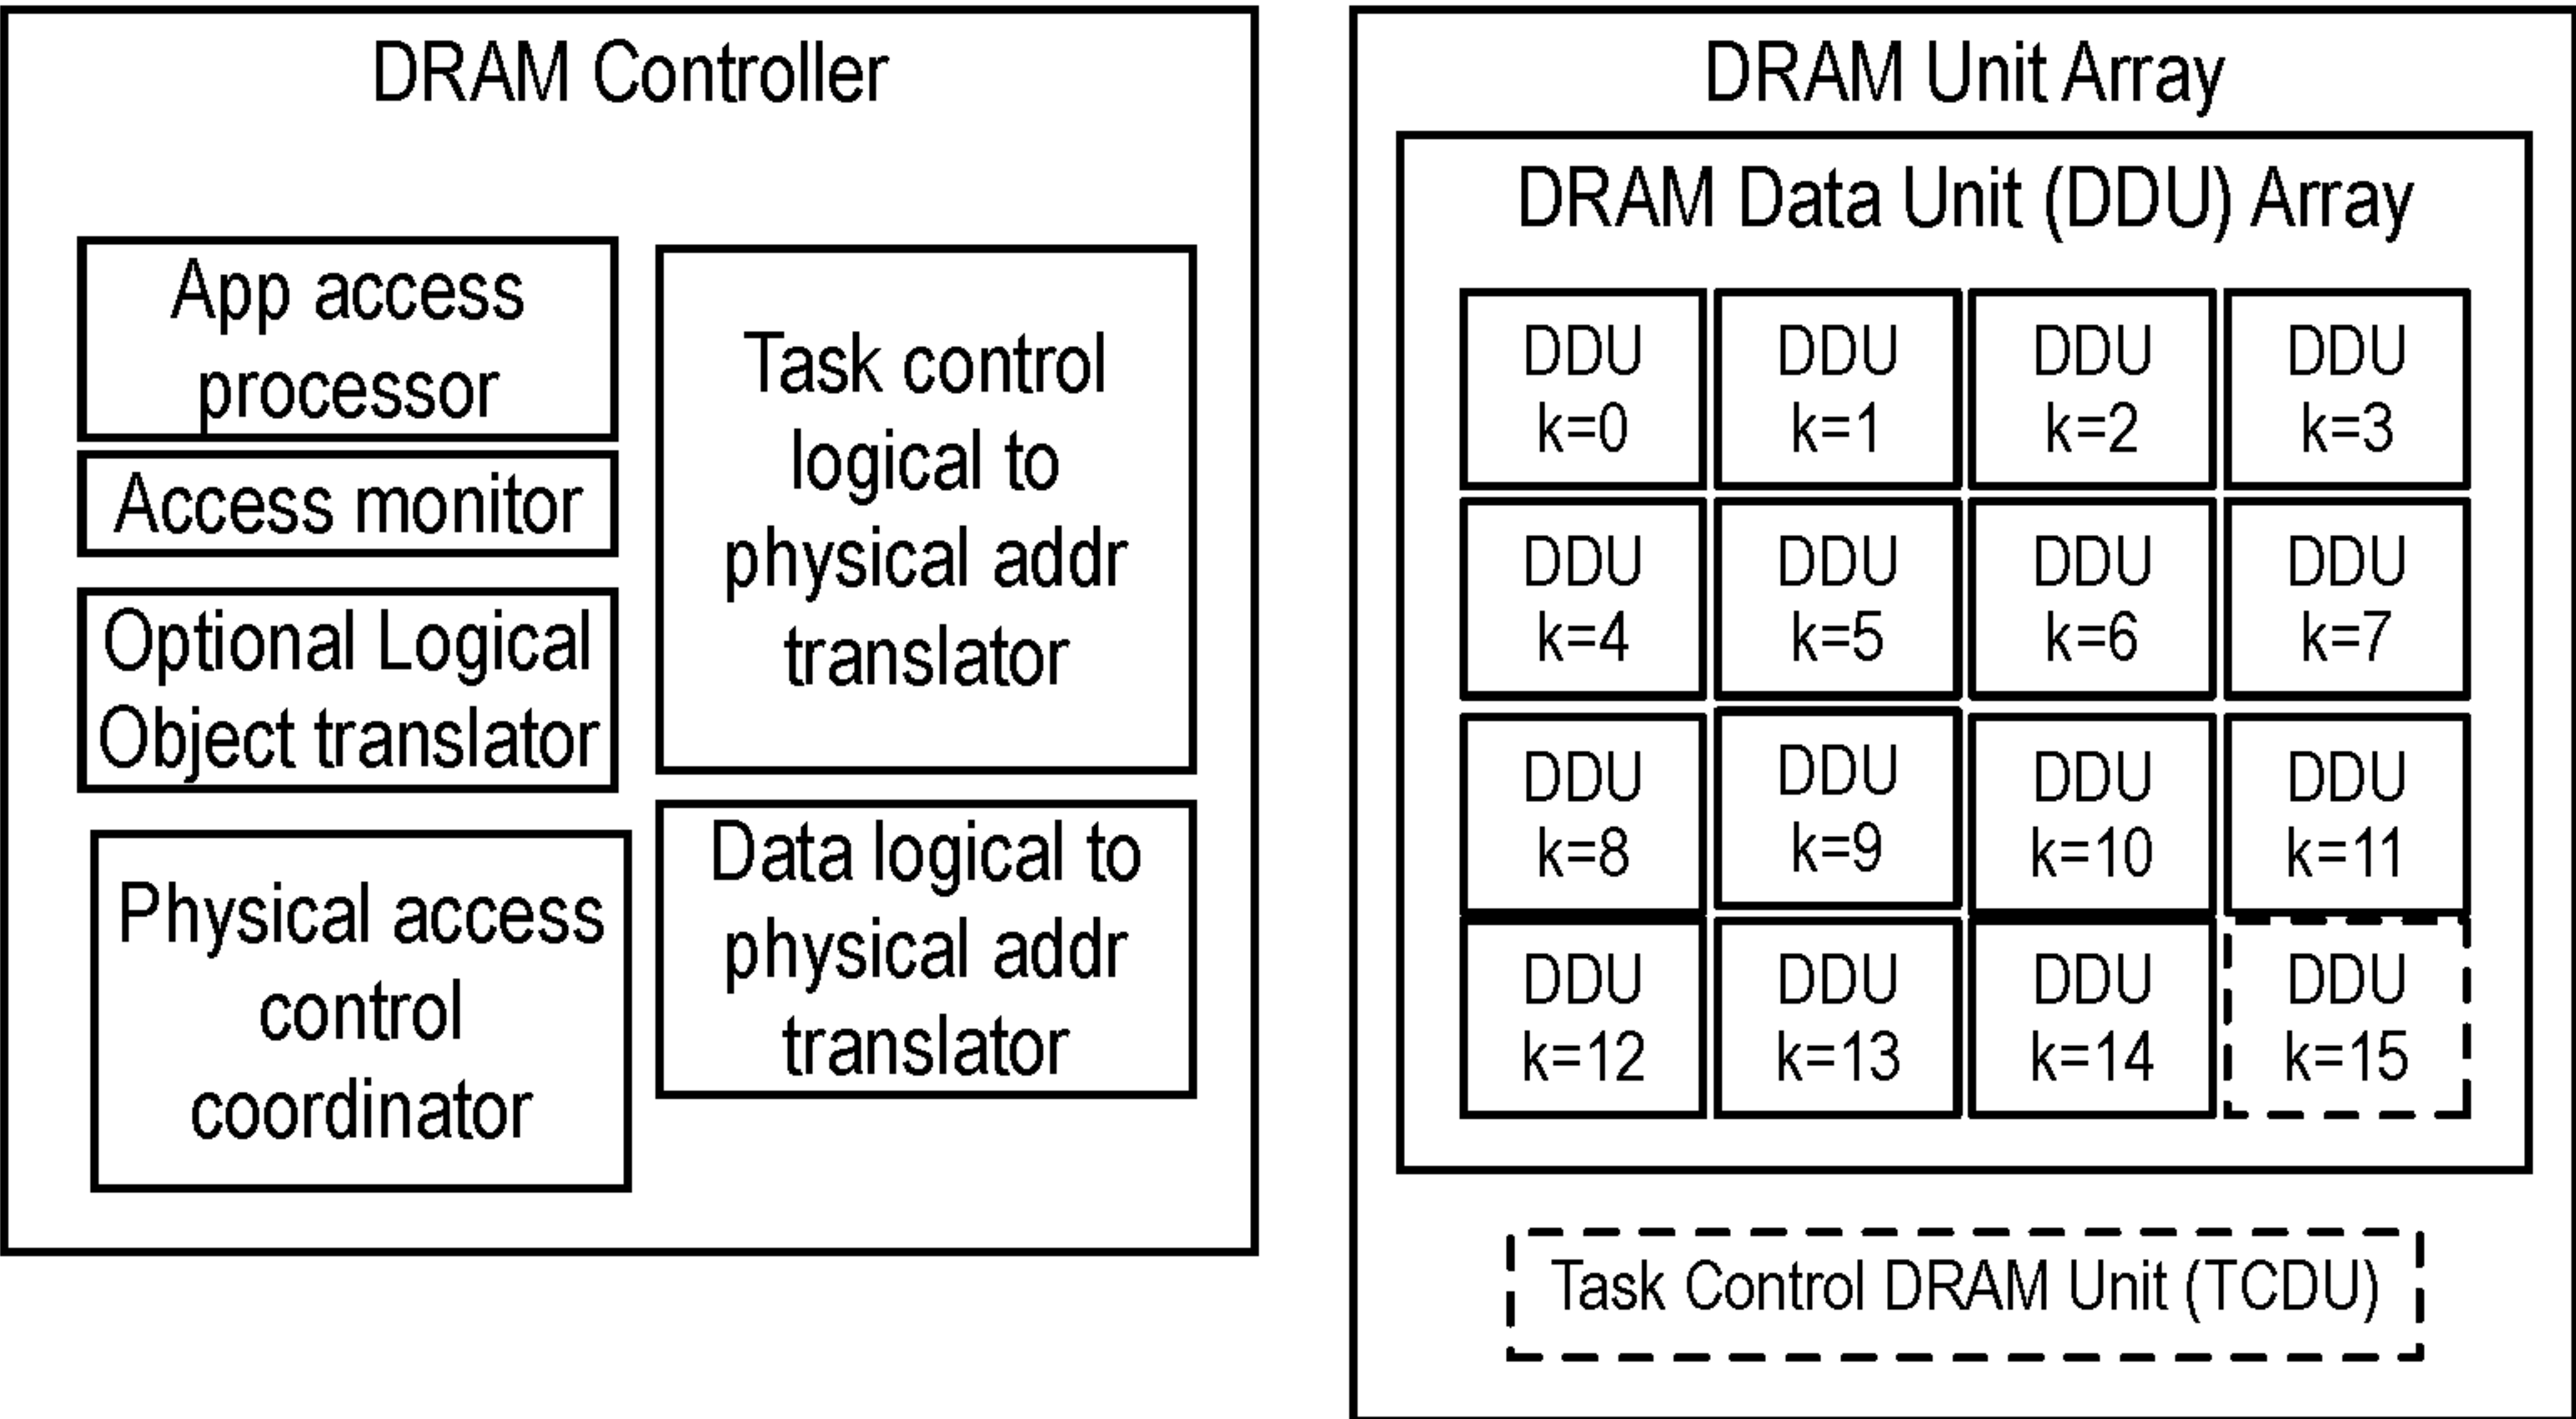 DRAM Controller
App access
processor
Access monitor
Optional Logical
Object translator
Physical access
control
coordinator
Task control
logical to
physical addr
translator
Data logical to
physical addr
translator
DRAM Unit Array
DRAM Data Unit (DDU) Array
DDU
k=0
DDU
k=1
DDU
k=2
DDU
k=3
DDU
k=4
DDU
k=5
DDU
k=6
DDU
k=7
DDU
k=8
DDU
k=9
DDU
k=10
DDU
k=11
DDU
k=12
DDU
k=13
DDU
k=14
DDU
k=15
Task Control DRAM Unit (TCDU)